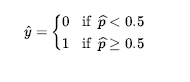 ŷ = { 0 if p̂ < 0.5
1 if p̂ ≥ 0.5